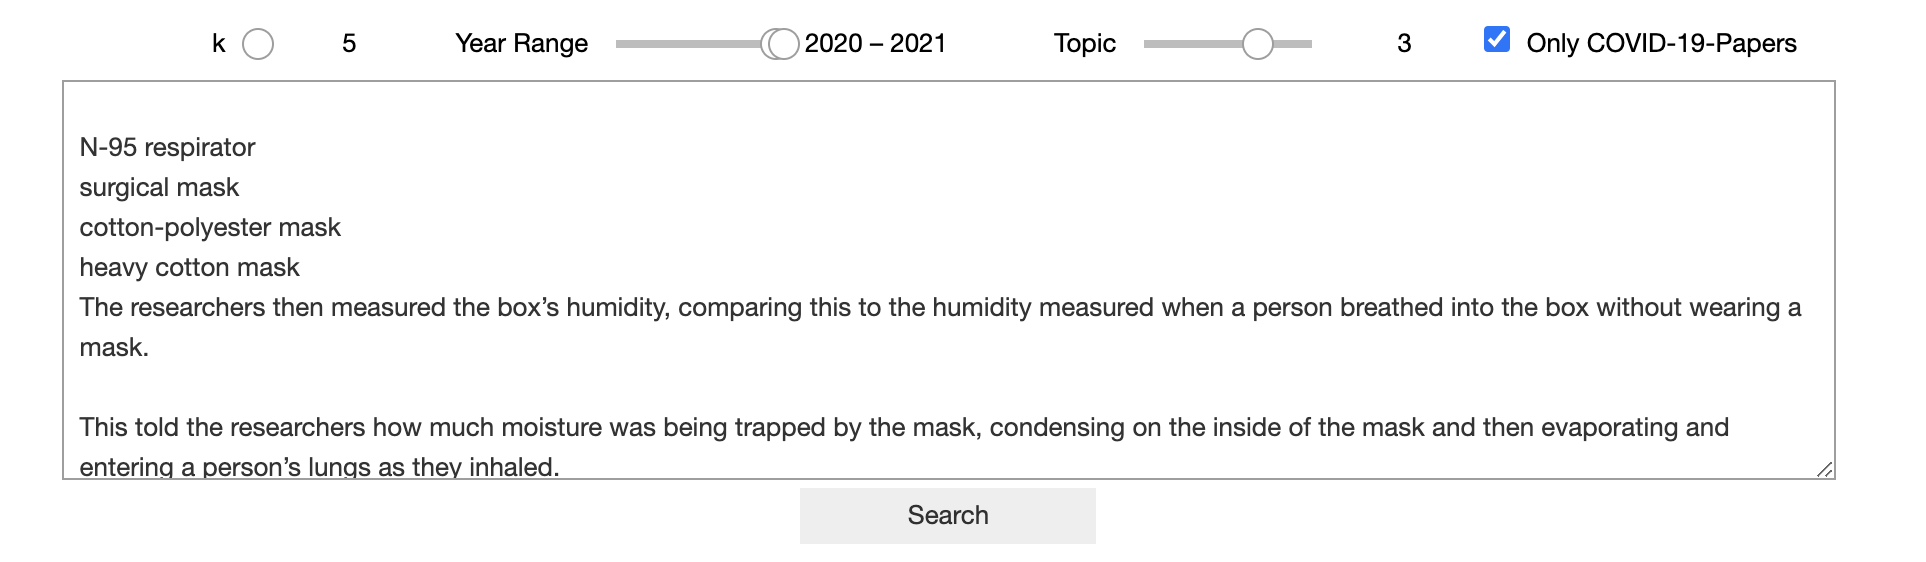 k 5 Year Range 2020 – 2021 Topic 3 Only COVID-19-Papers
N-95 respirator
surgical mask
cotton-polyester mask
heavy cotton mask
The researchers then measured the box’s humidity, comparing this to the humidity measured when a person breathed into the box without wearing a
mask.
This told the researchers how much moisture was being trapped by the mask, condensing on the inside of the mask and then evaporating and
entering a person’s lungs as they inhaled.
Search